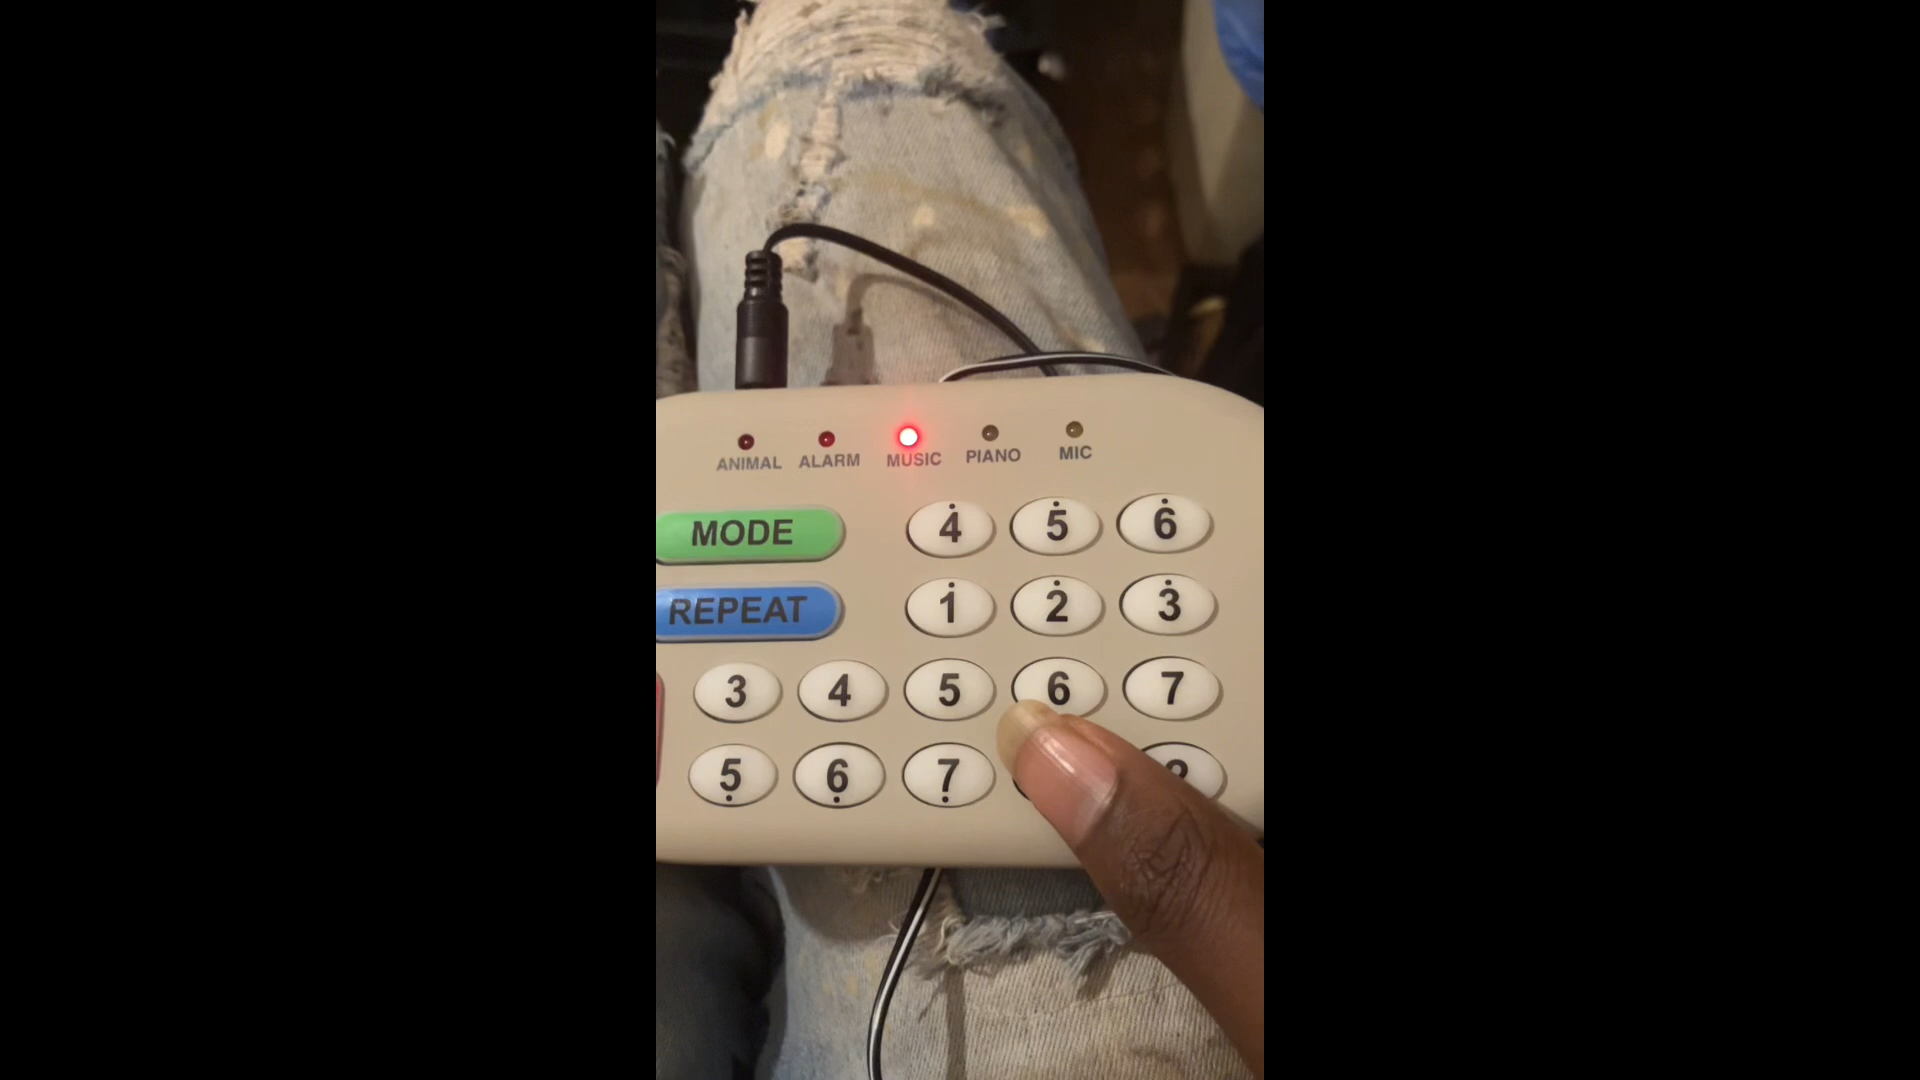 ANIMAL ALARM MUSIC PIANO MIC
MODE 4 5 6
REPEAT 1 2 3
3 4 5 6 7
5 6 7